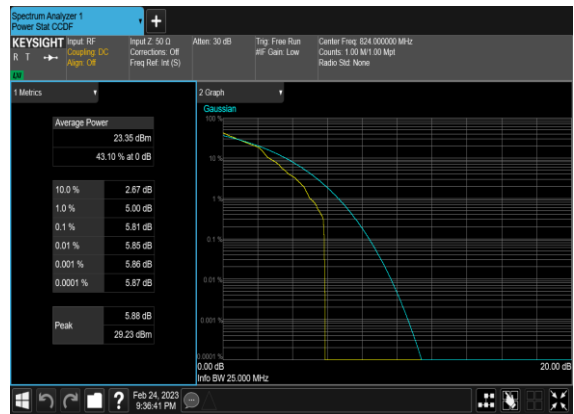 Spectrum Analyzer 1
Power Stat CCDF
+
KEYSIGHT
R T
Input: RF
Coupling: DC
Align: Off
Input Z: 50 Ω
Corrections: Off
Freq Ref: Int (S)
Atten: 30 dB
Trig: Free Run
#IF Gain: Low
Center Freq: 824.000000 MHz
Counts: 1.00 M/1.00 Mpt
Radio Std: None
LV
1 Metrics
Average Power
23.35 dBm
43.10 % at 0 dB
10.0 % 2.67 dB
1.0 % 5.00 dB
0.1 % 5.81 dB
0.01 % 5.85 dB
0.001 % 5.86 dB
0.0001 % 5.87 dB
Peak
5.88 dB
29.23 dBm
2 Graph
Gaussian
100 %
10 %
1 %
0.1 %
0.01 %
0.001 %
0.0001 %
0.00 dB 20.00 dB
Info BW 25.000 MHz
?
Feb 24, 2023
9:36:41 PM